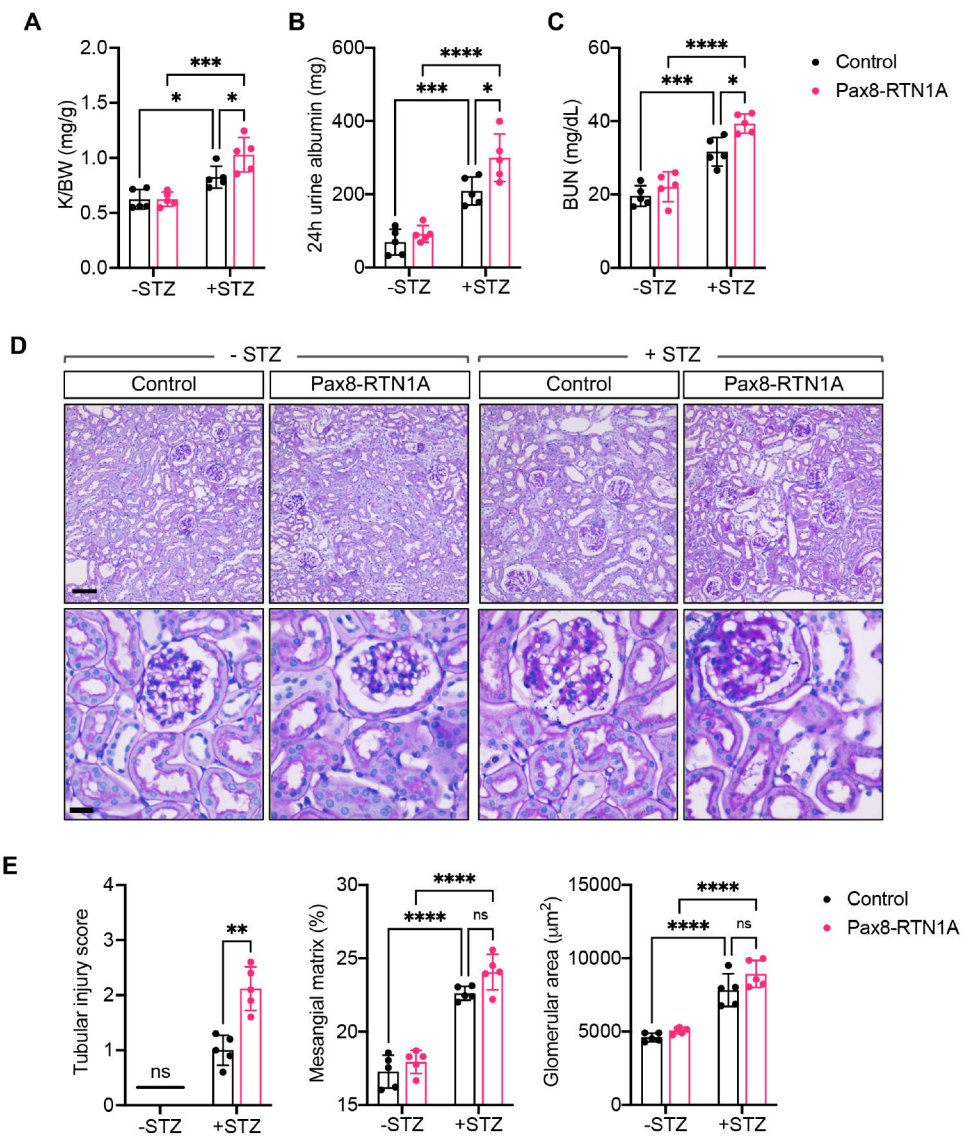 A
K/BW (mg/g)
2.0
1.5
1.0
0.5
0.0
***
*
*
-STZ
+STZ
B
24h urine albumin (mg)
600
400
200
0
****
***
*
-STZ
+STZ
C
BUN (mg/dL)
60
40
20
0
****
***
*
-STZ
+STZ
Control
Pax8-RTN1A
D
- STZ
+ STZ
Control
Pax8-RTN1A
Control
Pax8-RTN1A
E
Tubular injury score
4
3
2
1
0
ns
**
-STZ
+STZ
Mesangial matrix (%)
30
25
20
15
****
****
ns
-STZ
+STZ
Glomerular area (μm²)
15000
10000
5000
0
****
****
ns
-STZ
+STZ
Control
Pax8-RTN1A